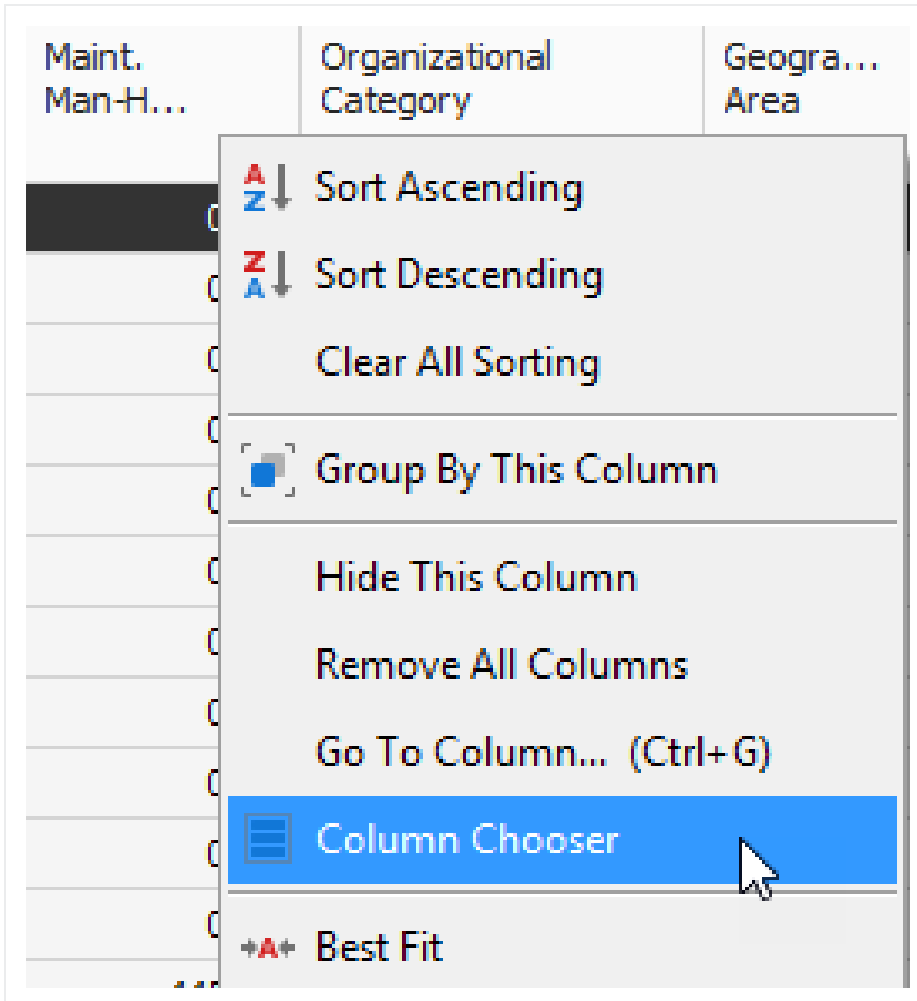 Maint.
Man-H...
Organizational
Category
Geogra...
Area
Sort Ascending
Sort Descending
Clear All Sorting
Group By This Column
Hide This Column
Remove All Columns
Go To Column... (Ctrl+G)
Column Chooser
Best Fit